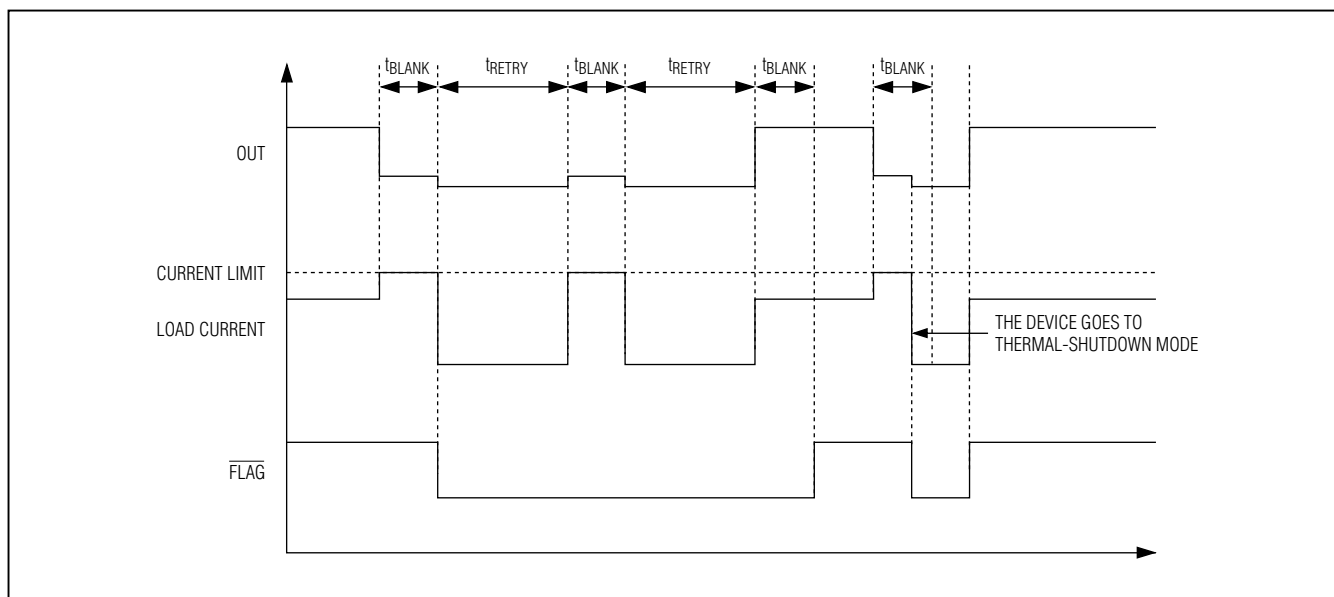 tBLANK tRETRY tBLANK tRETRY tBLANK tBLANK
OUT
CURRENT LIMIT
LOAD CURRENT
THE DEVICE GOES TO
THERMAL-SHUTDOWN MODE
FLAG